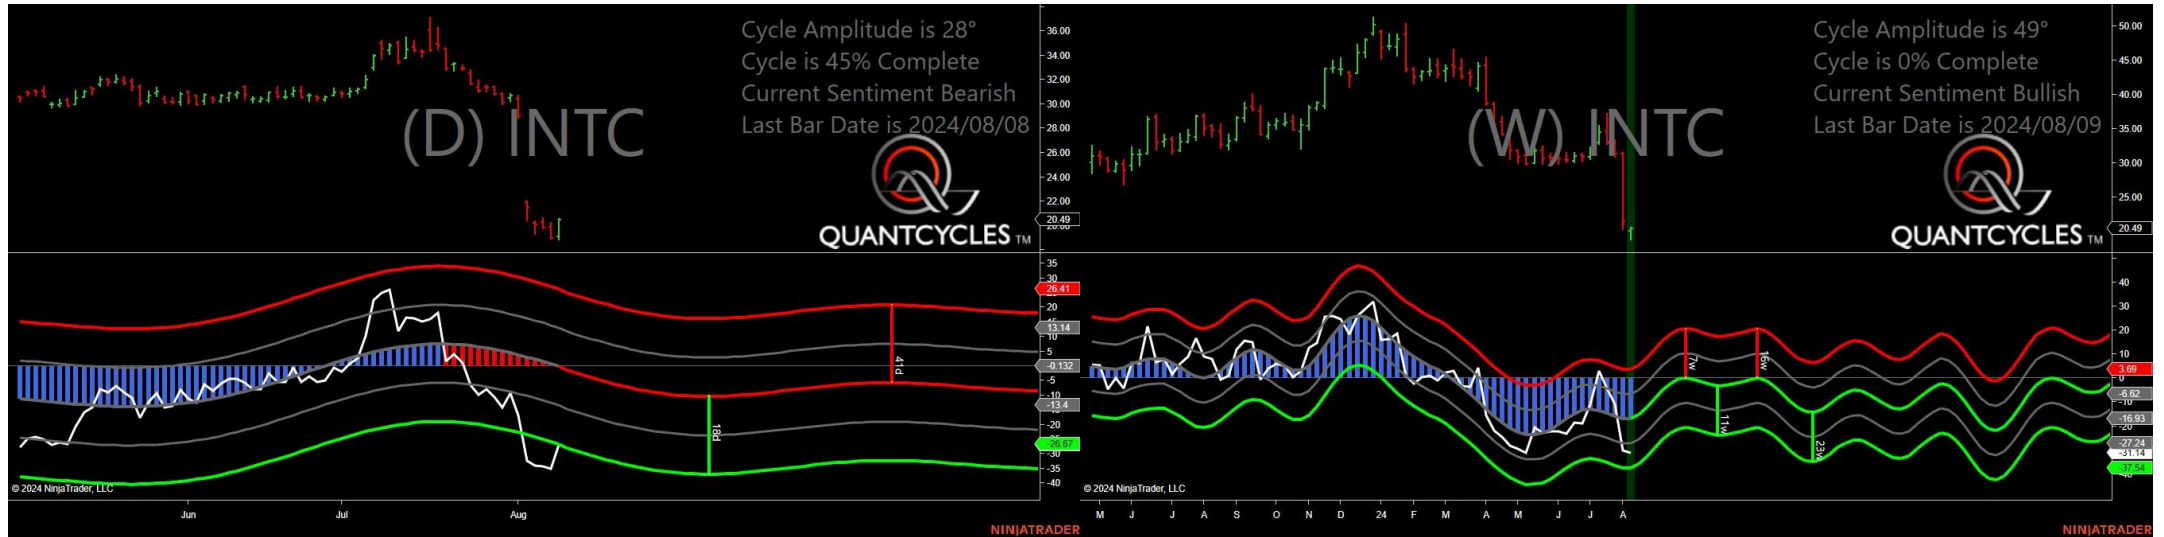 Cycle Amplitude is 28°
Cycle is 45% Complete
Current Sentiment Bearish
Last Bar Date is 2024/08/08
(D) INTC
QUANTCYCLES TM
36.00
34.00
32.00
30.00
28.00
26.00
24.00
22.00
20.49
35
30
26.41
20
13.14
5
-0.132
-5
-10
-13.4
-20
-26.67
-30
-35
-40
41d
18d
© 2024 NinjaTrader, LLC
Jun Jul Aug
NINJATRADER
Cycle Amplitude is 49°
Cycle is 0% Complete
Current Sentiment Bullish
Last Bar Date is 2024/08/09
(W) INTC
QUANTCYCLES TM
50.00
45.00
40.00
35.00
30.00
25.00
20.49
40
30
20
10
3.69
0
-6.62
-16.93
-27.24
-31.14
-37.54
7w
16w
11w
23w
© 2024 NinjaTrader, LLC
M J J A S O N D 24 F M A M J J A
NINJATRADER